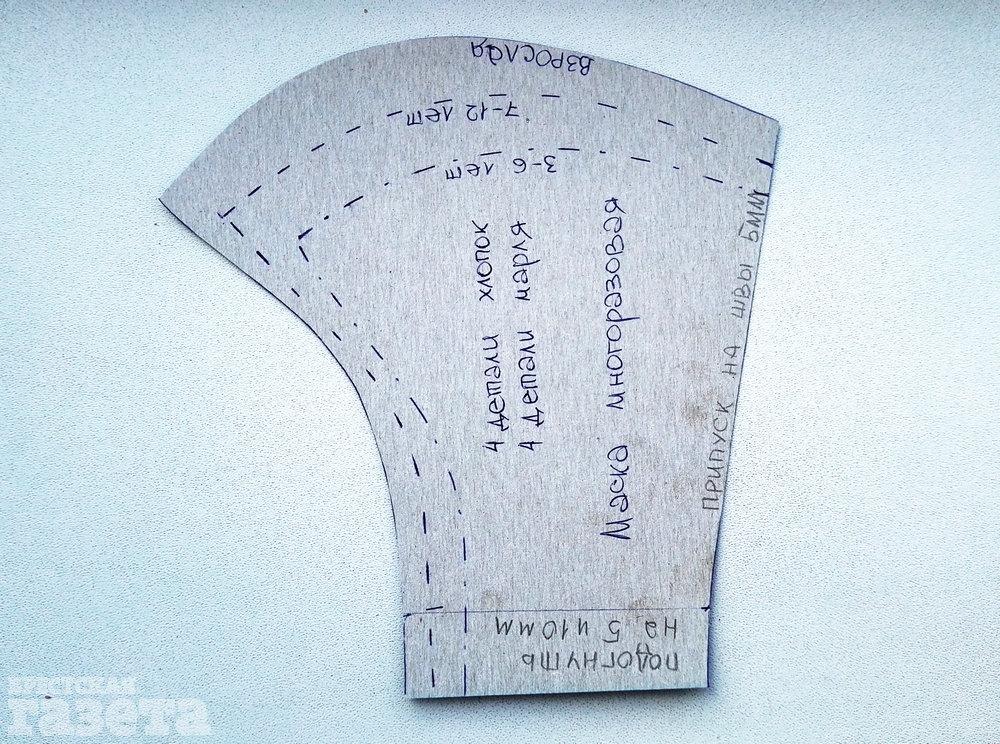 ВЗРОСЛАЯ
7-12 лет
3-6 лет
4 детали хлопок
4 детали марля
Маска многоразовая
ПРИПУСК НА ШВЫ 5ММ
ПОДОГНУТЬ
на 5 и 10 мм
БРЕСТСКАЯ
газета